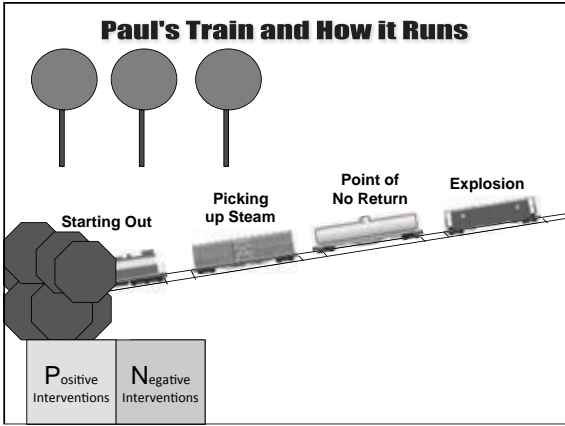 Paul's Train and How it Runs
Starting Out
Picking
up Steam
Point of
No Return
Explosion
Positive
Interventions
Negative
Interventions